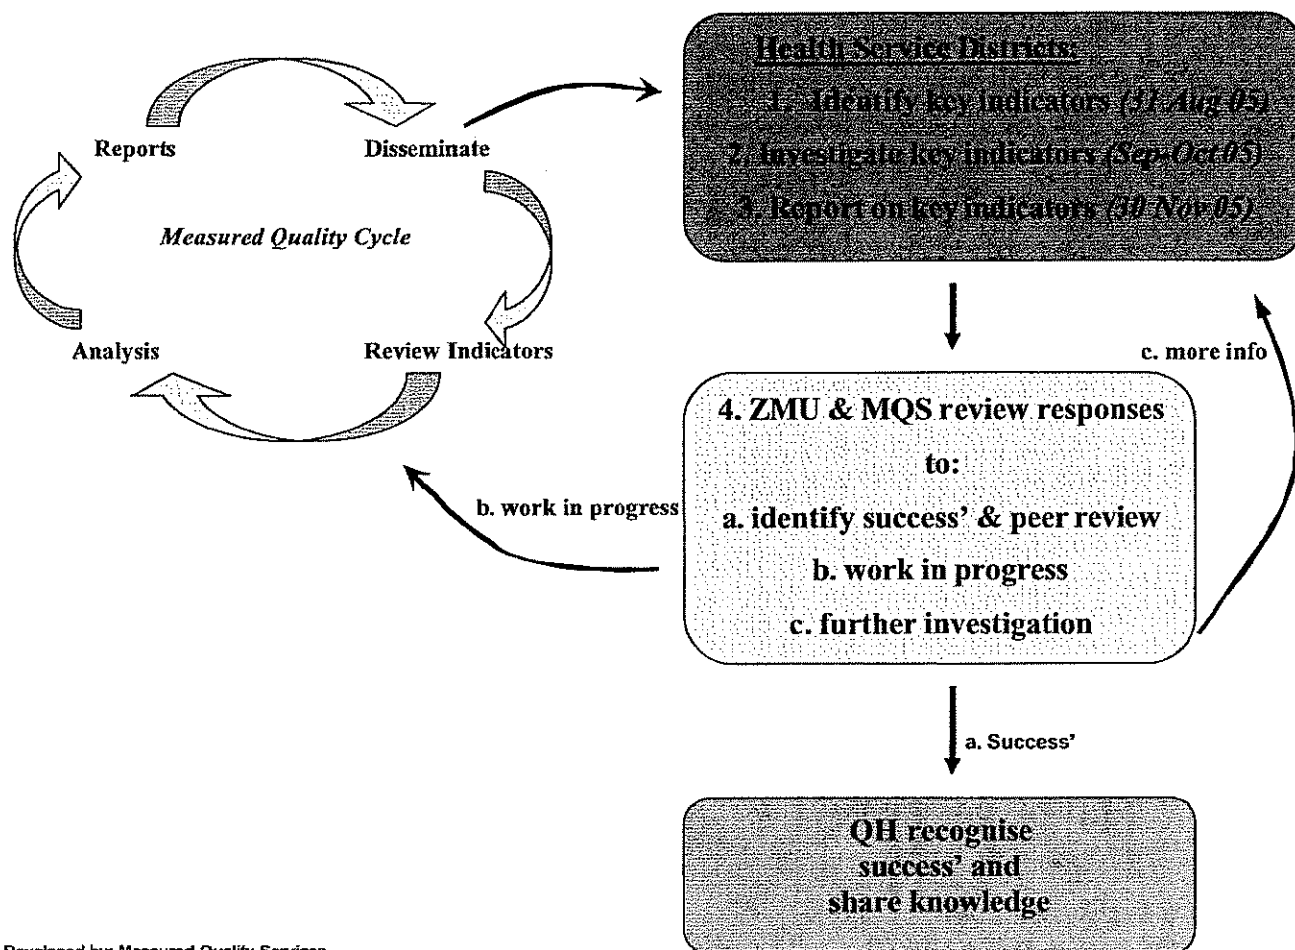 Reports
Disseminate
Measured Quality Cycle
Analysis
Review Indicators
Health Service Districts:
1. Identify key indicators (31 Aug 05)
2. Investigate key indicators (Sep-Oct 05)
3. Report on key indicators (30 Nov 05)
c. more info
4. ZMU & MQS review responses
to:
a. identify success' & peer review
b. work in progress
c. further investigation
b. work in progress
a. Success'
QH recognise
success' and
share knowledge
Developed by: Measured Quality Services